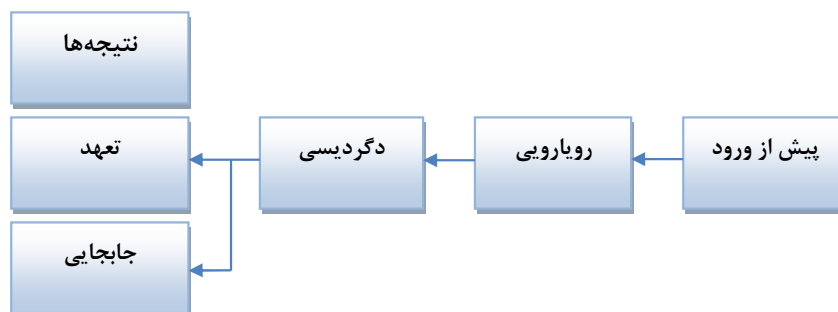 نتیجه‌ها
پیش از ورود
رویارویی
دگردیسی
تعهد
جابجایی